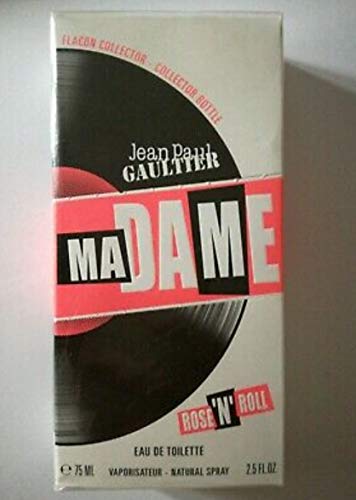 FLACON COLLECTOR - COLLECTOR BOTTLE
Jean Paul
GAULTIER
MADAME
ROSE 'N' ROLL
EAU DE TOILETTE
℮ 75 ML VAPORISATEUR - NATURAL SPRAY 2.5 FL.OZ.